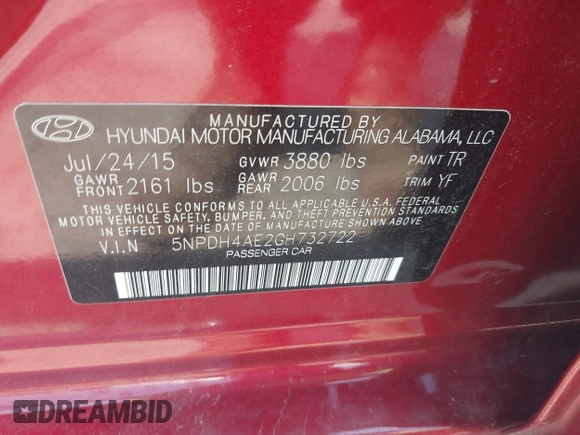 MANUFACTURED BY
HYUNDAI MOTOR MANUFACTURING ALABAMA, LLC
Jul/24/15 GVWR 3880 lbs PAINT TR
GAWR FRONT 2161 lbs GAWR REAR 2006 lbs TRIM YF
THIS VEHICLE CONFORMS TO ALL APPLICABLE U.S.A. FEDERAL
MOTOR VEHICLE SAFETY, BUMPER, AND THEFT PREVENTION STANDARDS
IN EFFECT ON THE DATE OF MANUFACTURE SHOWN ABOVE.
V.I.N 5NPDH4AE2GH732722
PASSENGER CAR
DREAMBID